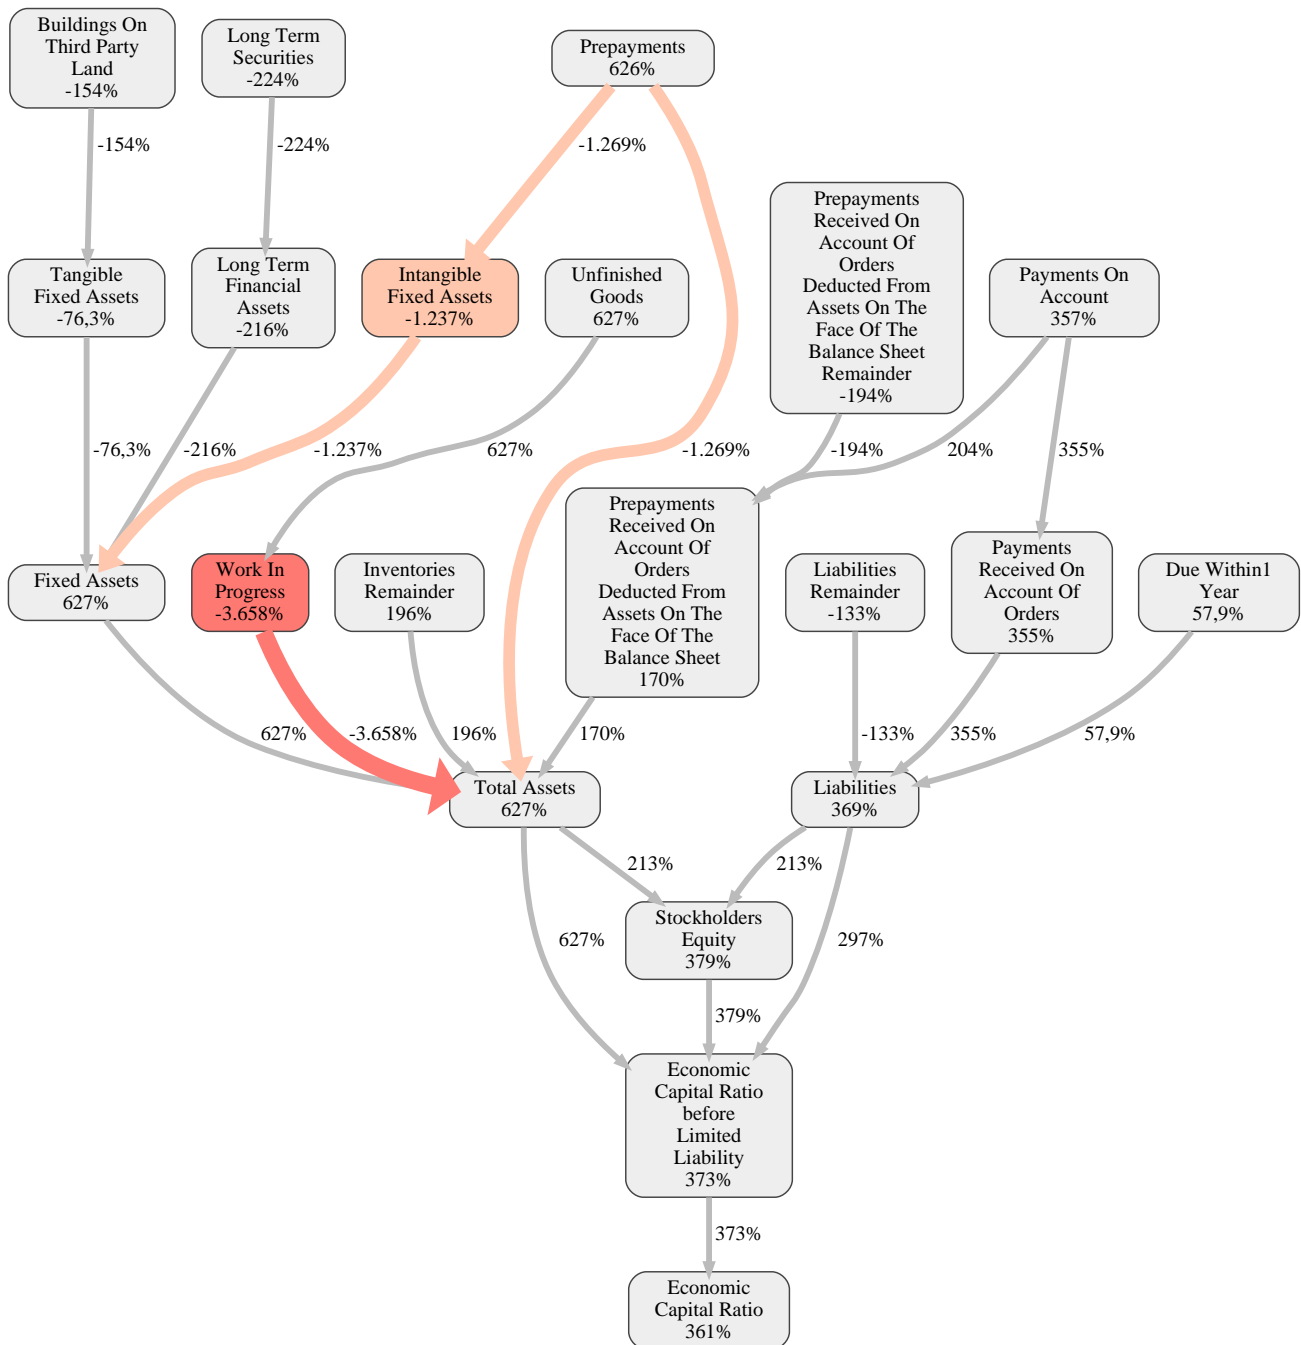 Buildings On
Third Party
Land
-154%
Long Term
Securities
-224%
Prepayments
626%
-154%
-224%
-1.269%
Prepayments
Received On
Account Of
Orders
Deducted From
Assets On The
Face Of The
Balance Sheet
Remainder
-194%
Tangible
Fixed Assets
-76,3%
Long Term
Financial
Assets
-216%
Intangible
Fixed Assets
-1.237%
Unfinished
Goods
627%
Payments On
Account
357%
-76,3%
-216%
-1.237%
627%
-1.269%
-194%
204%
355%
Prepayments
Received On
Account Of
Orders
Deducted From
Assets On The
Face Of The
Balance Sheet
170%
Fixed Assets
627%
Work In
Progress
-3.658%
Inventories
Remainder
196%
Liabilities
Remainder
-133%
Payments
Received On
Account Of
Orders
355%
Due Within1
Year
57,9%
627%
-3.658%
196%
170%
-133%
355%
57,9%
Total Assets
627%
Liabilities
369%
213%
213%
Stockholders
Equity
379%
627%
297%
379%
Economic
Capital Ratio
before
Limited
Liability
373%
373%
Economic
Capital Ratio
361%